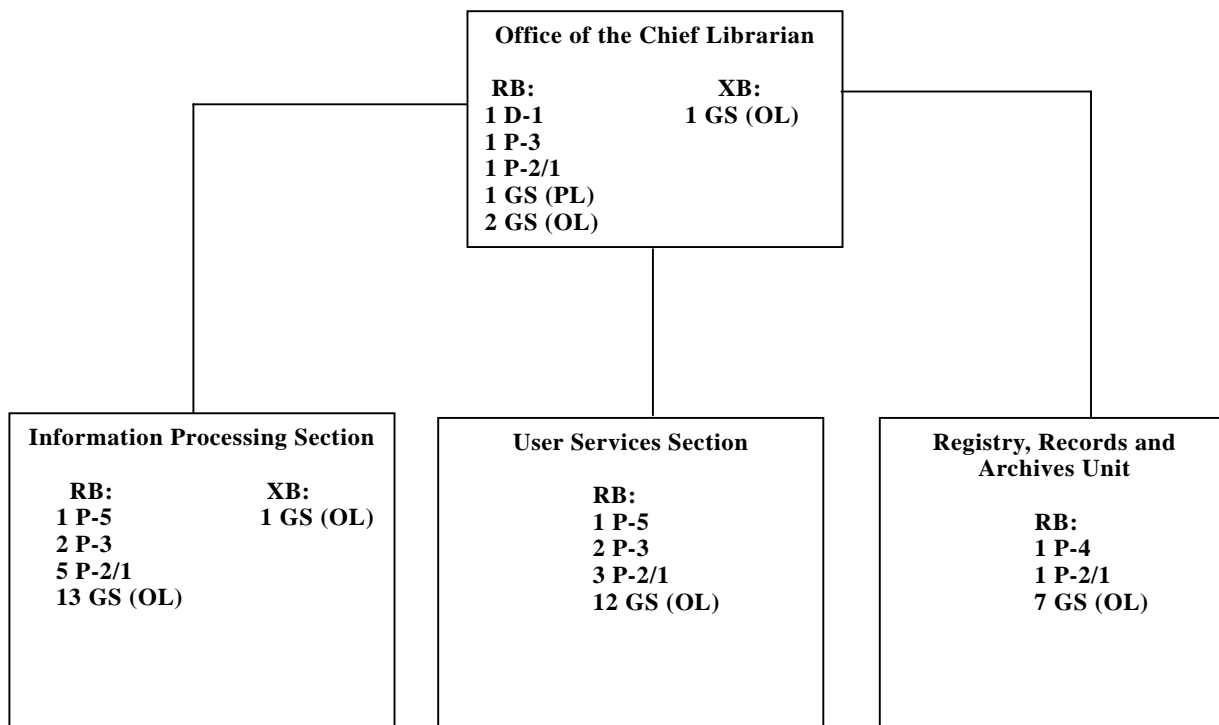 Office of the Chief Librarian
RB: XB:
1 D-1 1 GS (OL)
1 P-3
1 P-2/1
1 GS (PL)
2 GS (OL)
Information Processing Section
RB: XB:
1 P-5 1 GS (OL)
2 P-3
5 P-2/1
13 GS (OL)
User Services Section
RB:
1 P-5
2 P-3
3 P-2/1
12 GS (OL)
Registry, Records and
Archives Unit
RB:
1 P-4
1 P-2/1
7 GS (OL)